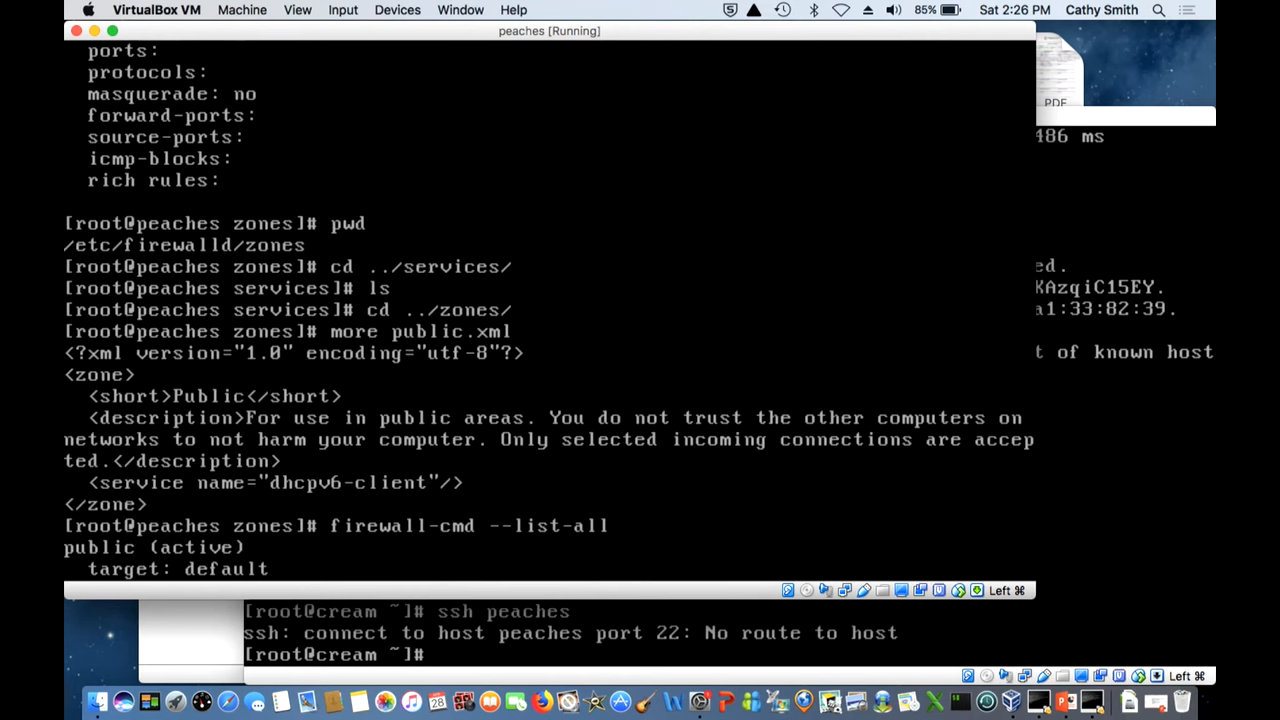 VirtualBox VM Machine View Input Devices Window Help 85% Sat 2:26 PM Cathy Smith
peaches [Running]
ports:
protocols:
masquerade: no
forward-ports:
source-ports:
icmp-blocks:
rich rules:
PDF
486 ms
[root@peaches zones]# pwd
/etc/firewalld/zones
[root@peaches zones]# cd ../services/
[root@peaches services]# ls
[root@peaches services]# cd ../zones/
[root@peaches zones]# more public.xml
<?xml version="1.0" encoding="utf-8"?>
<zone>
<short>Public</short>
<description>For use in public areas. You do not trust the other computers on
networks to not harm your computer. Only selected incoming connections are accep
ted.</description>
<service name="dhcpv6-client"/>
</zone>
[root@peaches zones]# firewall-cmd --list-all
public (active)
target: default
Left ⌘
ed.
KAzqiC15EY.
a1:33:82:39.
t of known host
[root@cream ~]# ssh peaches
ssh: connect to host peaches port 22: No route to host
[root@cream ~]#
Left ⌘